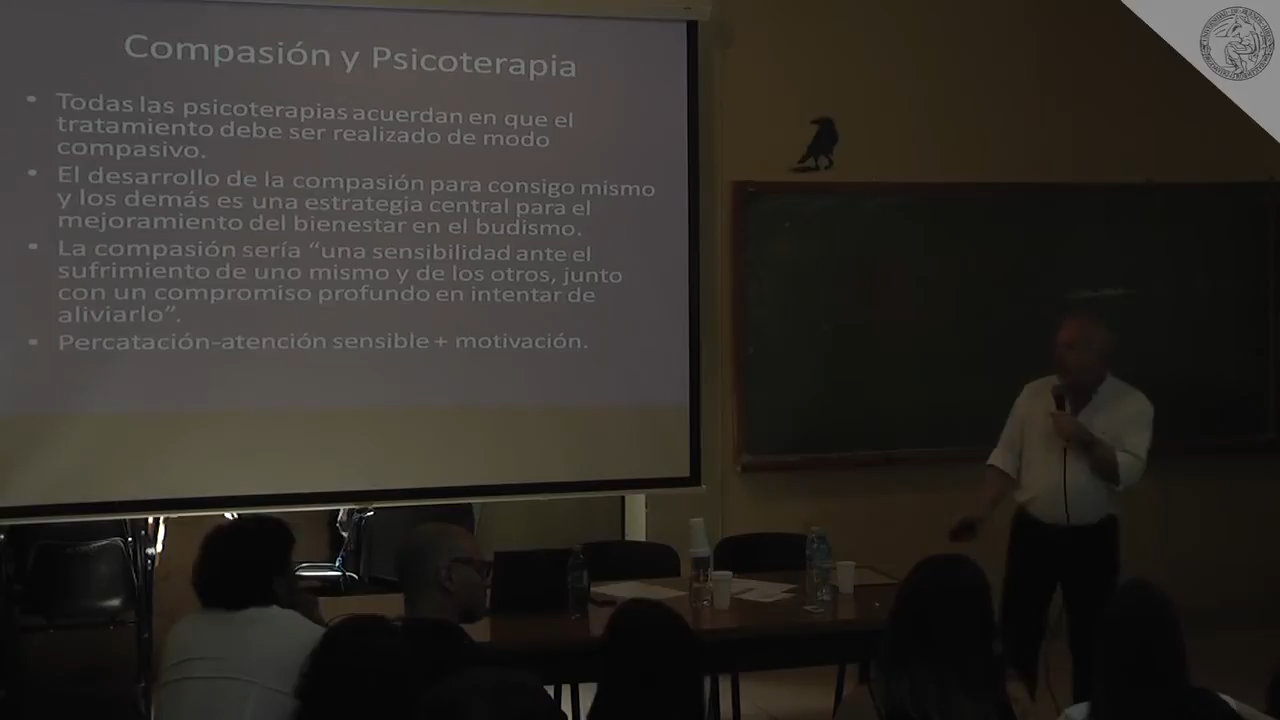 Compasión y Psicoterapia
• Todas las psicoterapias acuerdan en que el
tratamiento debe ser realizado de modo
compasivo.
• El desarrollo de la compasión para consigo mismo
y los demás es una estrategia central para el
mejoramiento del bienestar en el budismo.
• La compasión sería “una sensibilidad ante el
sufrimiento de uno mismo y de los otros, junto
con un compromiso profundo en intentar de
aliviarlo”.
• Percatación-atención sensible + motivación.